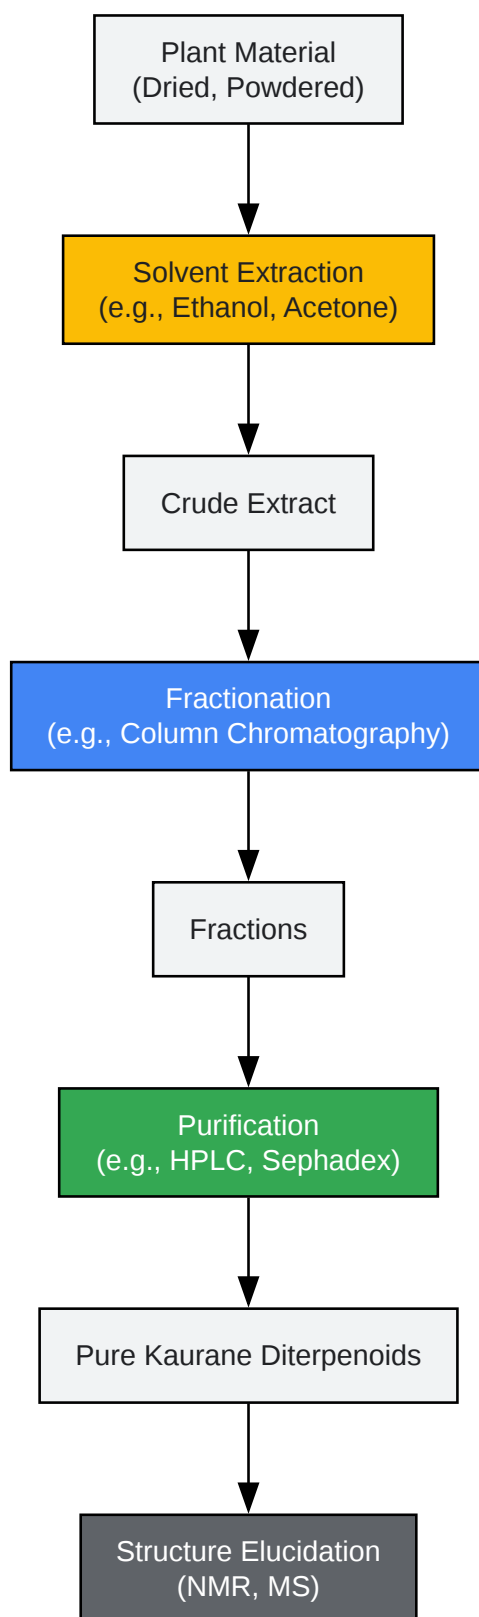 Plant Material
(Dried, Powdered)
Solvent Extraction
(e.g., Ethanol, Acetone)
Crude Extract
Fractionation
(e.g., Column Chromatography)
Fractions
Purification
(e.g., HPLC, Sephadex)
Pure Kaurane Diterpenoids
Structure Elucidation
(NMR, MS)